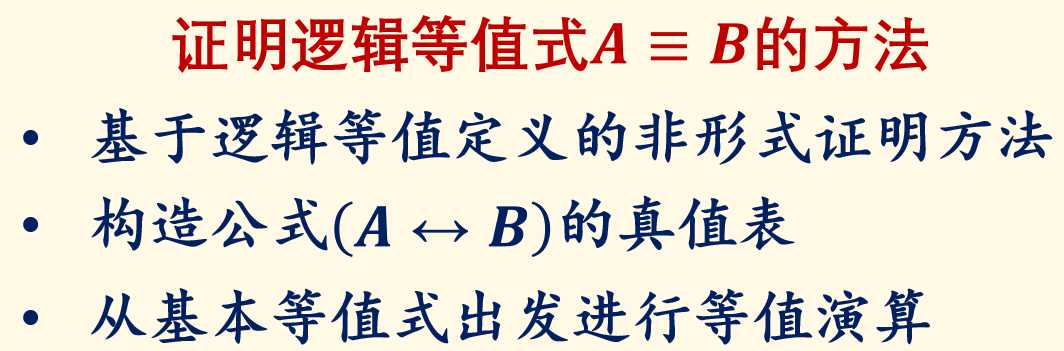 证明逻辑等值式A ≡ B的方法
• 基于逻辑等值定义的非形式证明方法
• 构造公式(A ↔ B)的真值表
• 从基本等值式出发进行等值演算